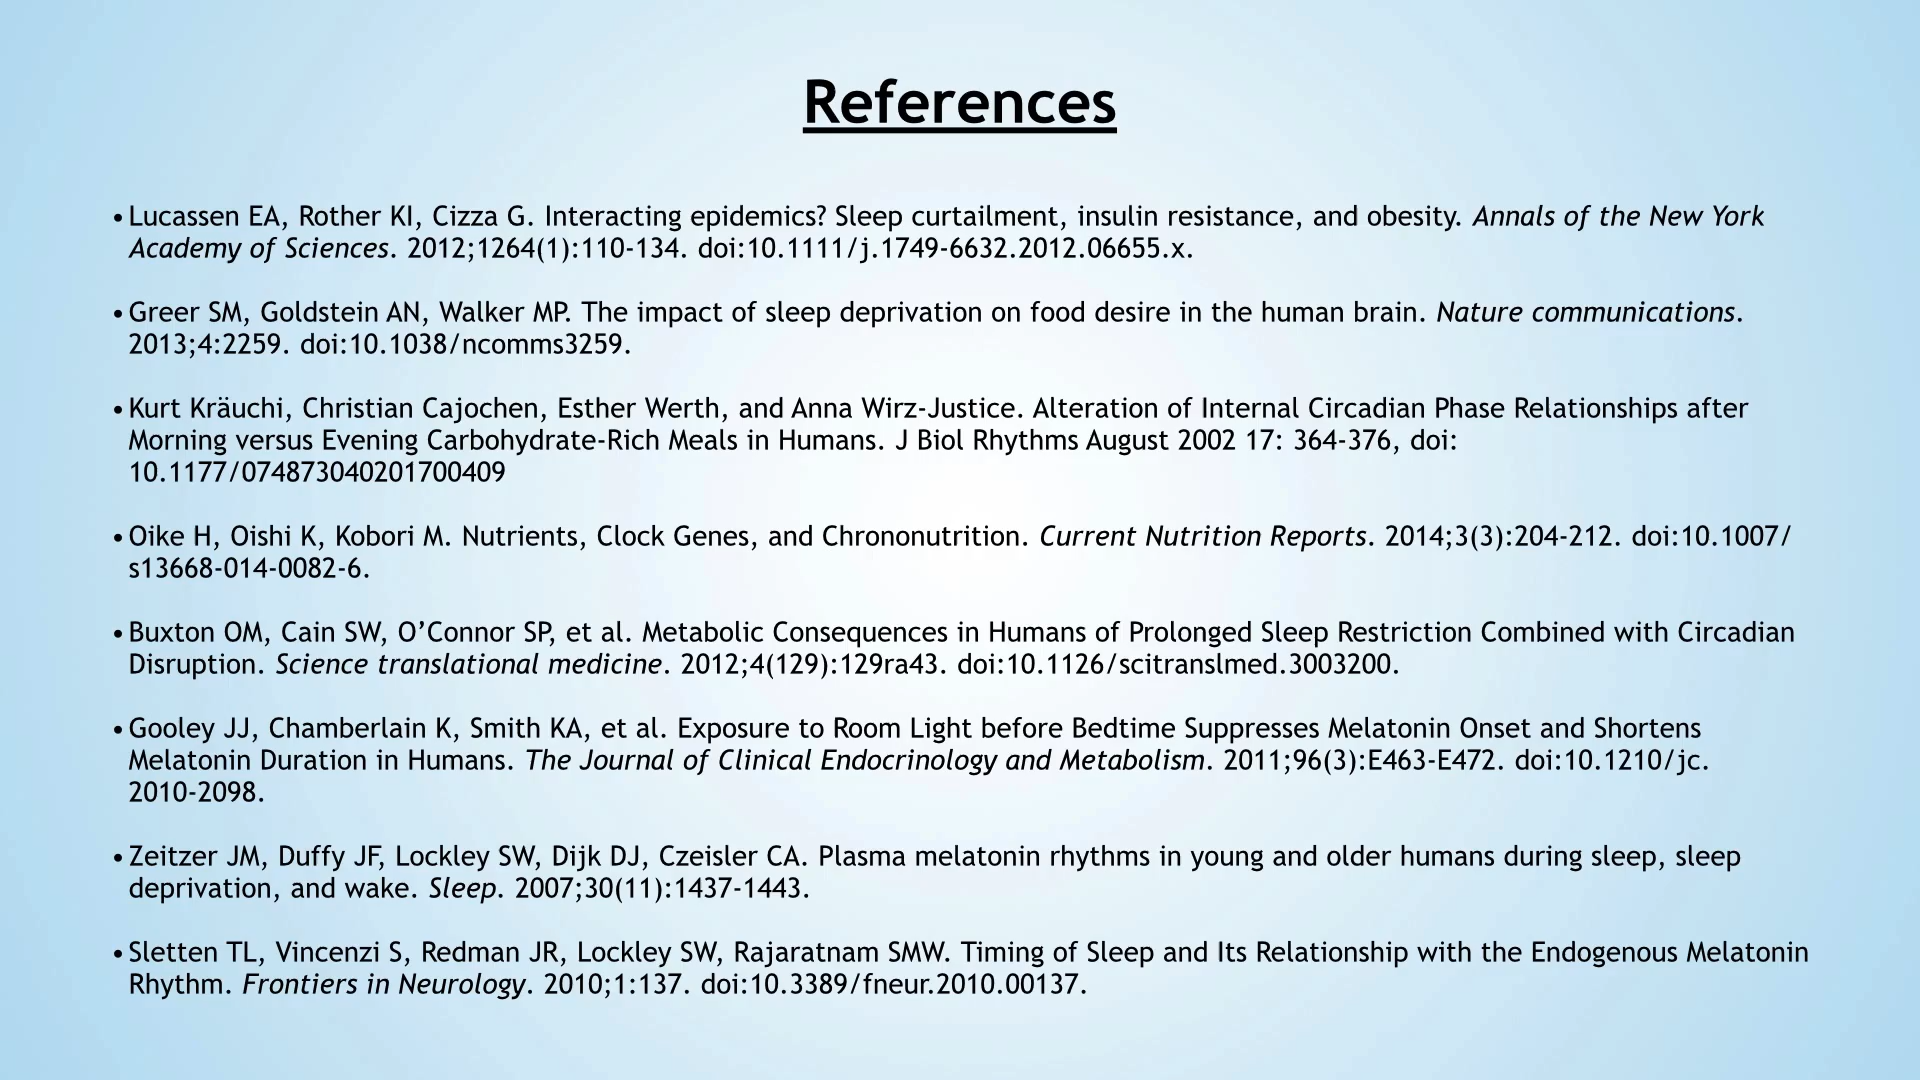 References
•Lucassen EA, Rother KI, Cizza G. Interacting epidemics? Sleep curtailment, insulin resistance, and obesity. Annals of the New York
Academy of Sciences. 2012;1264(1):110-134. doi:10.1111/j.1749-6632.2012.06655.x.
•Greer SM, Goldstein AN, Walker MP. The impact of sleep deprivation on food desire in the human brain. Nature communications.
2013;4:2259. doi:10.1038/ncomms3259.
•Kurt Kräuchi, Christian Cajochen, Esther Werth, and Anna Wirz-Justice. Alteration of Internal Circadian Phase Relationships after
Morning versus Evening Carbohydrate-Rich Meals in Humans. J Biol Rhythms August 2002 17: 364-376, doi:
10.1177/074873040201700409
•Oike H, Oishi K, Kobori M. Nutrients, Clock Genes, and Chrononutrition. Current Nutrition Reports. 2014;3(3):204-212. doi:10.1007/
s13668-014-0082-6.
•Buxton OM, Cain SW, O’Connor SP, et al. Metabolic Consequences in Humans of Prolonged Sleep Restriction Combined with Circadian
Disruption. Science translational medicine. 2012;4(129):129ra43. doi:10.1126/scitranslmed.3003200.
•Gooley JJ, Chamberlain K, Smith KA, et al. Exposure to Room Light before Bedtime Suppresses Melatonin Onset and Shortens
Melatonin Duration in Humans. The Journal of Clinical Endocrinology and Metabolism. 2011;96(3):E463-E472. doi:10.1210/jc.
2010-2098.
•Zeitzer JM, Duffy JF, Lockley SW, Dijk DJ, Czeisler CA. Plasma melatonin rhythms in young and older humans during sleep, sleep
deprivation, and wake. Sleep. 2007;30(11):1437-1443.
•Sletten TL, Vincenzi S, Redman JR, Lockley SW, Rajaratnam SMW. Timing of Sleep and Its Relationship with the Endogenous Melatonin
Rhythm. Frontiers in Neurology. 2010;1:137. doi:10.3389/fneur.2010.00137.